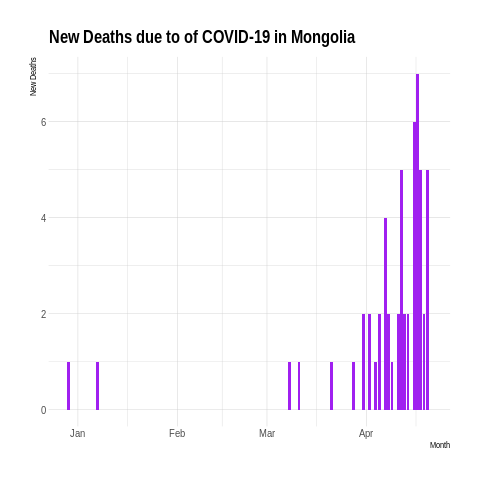 New Deaths due to of COVID-19 in Mongolia
New Deaths
6
4
2
0
Jan Feb Mar Apr
Month